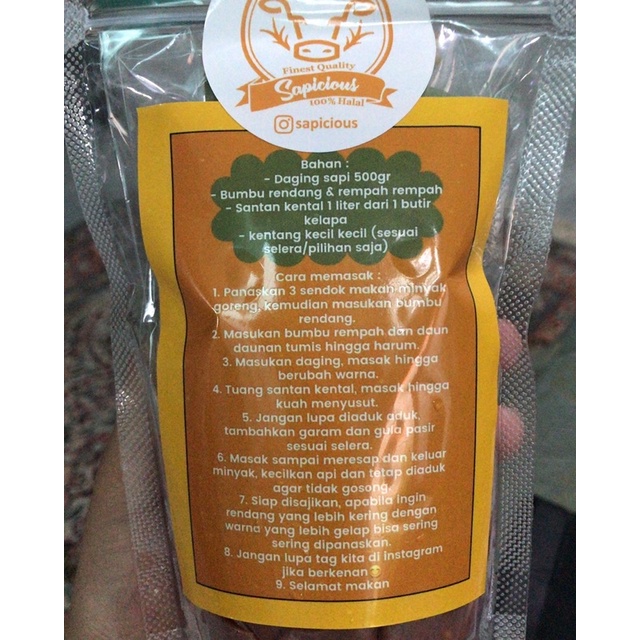 Finest Quality
Sapicious
100% Halal
sapicious
Bahan :
- Daging sapi 500gr
- Bumbu rendang & rempah rempah
- Santan kental 1 liter dari 1 butir
kelapa
- kentang kecil kecil (sesuai
selera/pilihan saja)
Cara memasak :
1. Panaskan 3 sendok makan minyak
goreng, kemudian masukan bumbu
rendang.
2. Masukan bumbu rempah dan daun
daunan tumis hingga harum.
3. Masukan daging, masak hingga
berubah warna.
4. Tuang santan kental, masak hingga
kuah menyusut.
5. Jangan lupa diaduk aduk,
tambahkan garam dan gula pasir
sesuai selera.
6. Masak sampai meresap dan keluar
minyak, kecilkan api dan tetap diaduk
agar tidak gosong.
7. Siap disajikan, apabila ingin
rendang yang lebih kering dengan
warna yang lebih gelap bisa sering
sering dipanaskan.
8. Jangan lupa tag kita di instagram
jika berkenan😊
9. Selamat makan